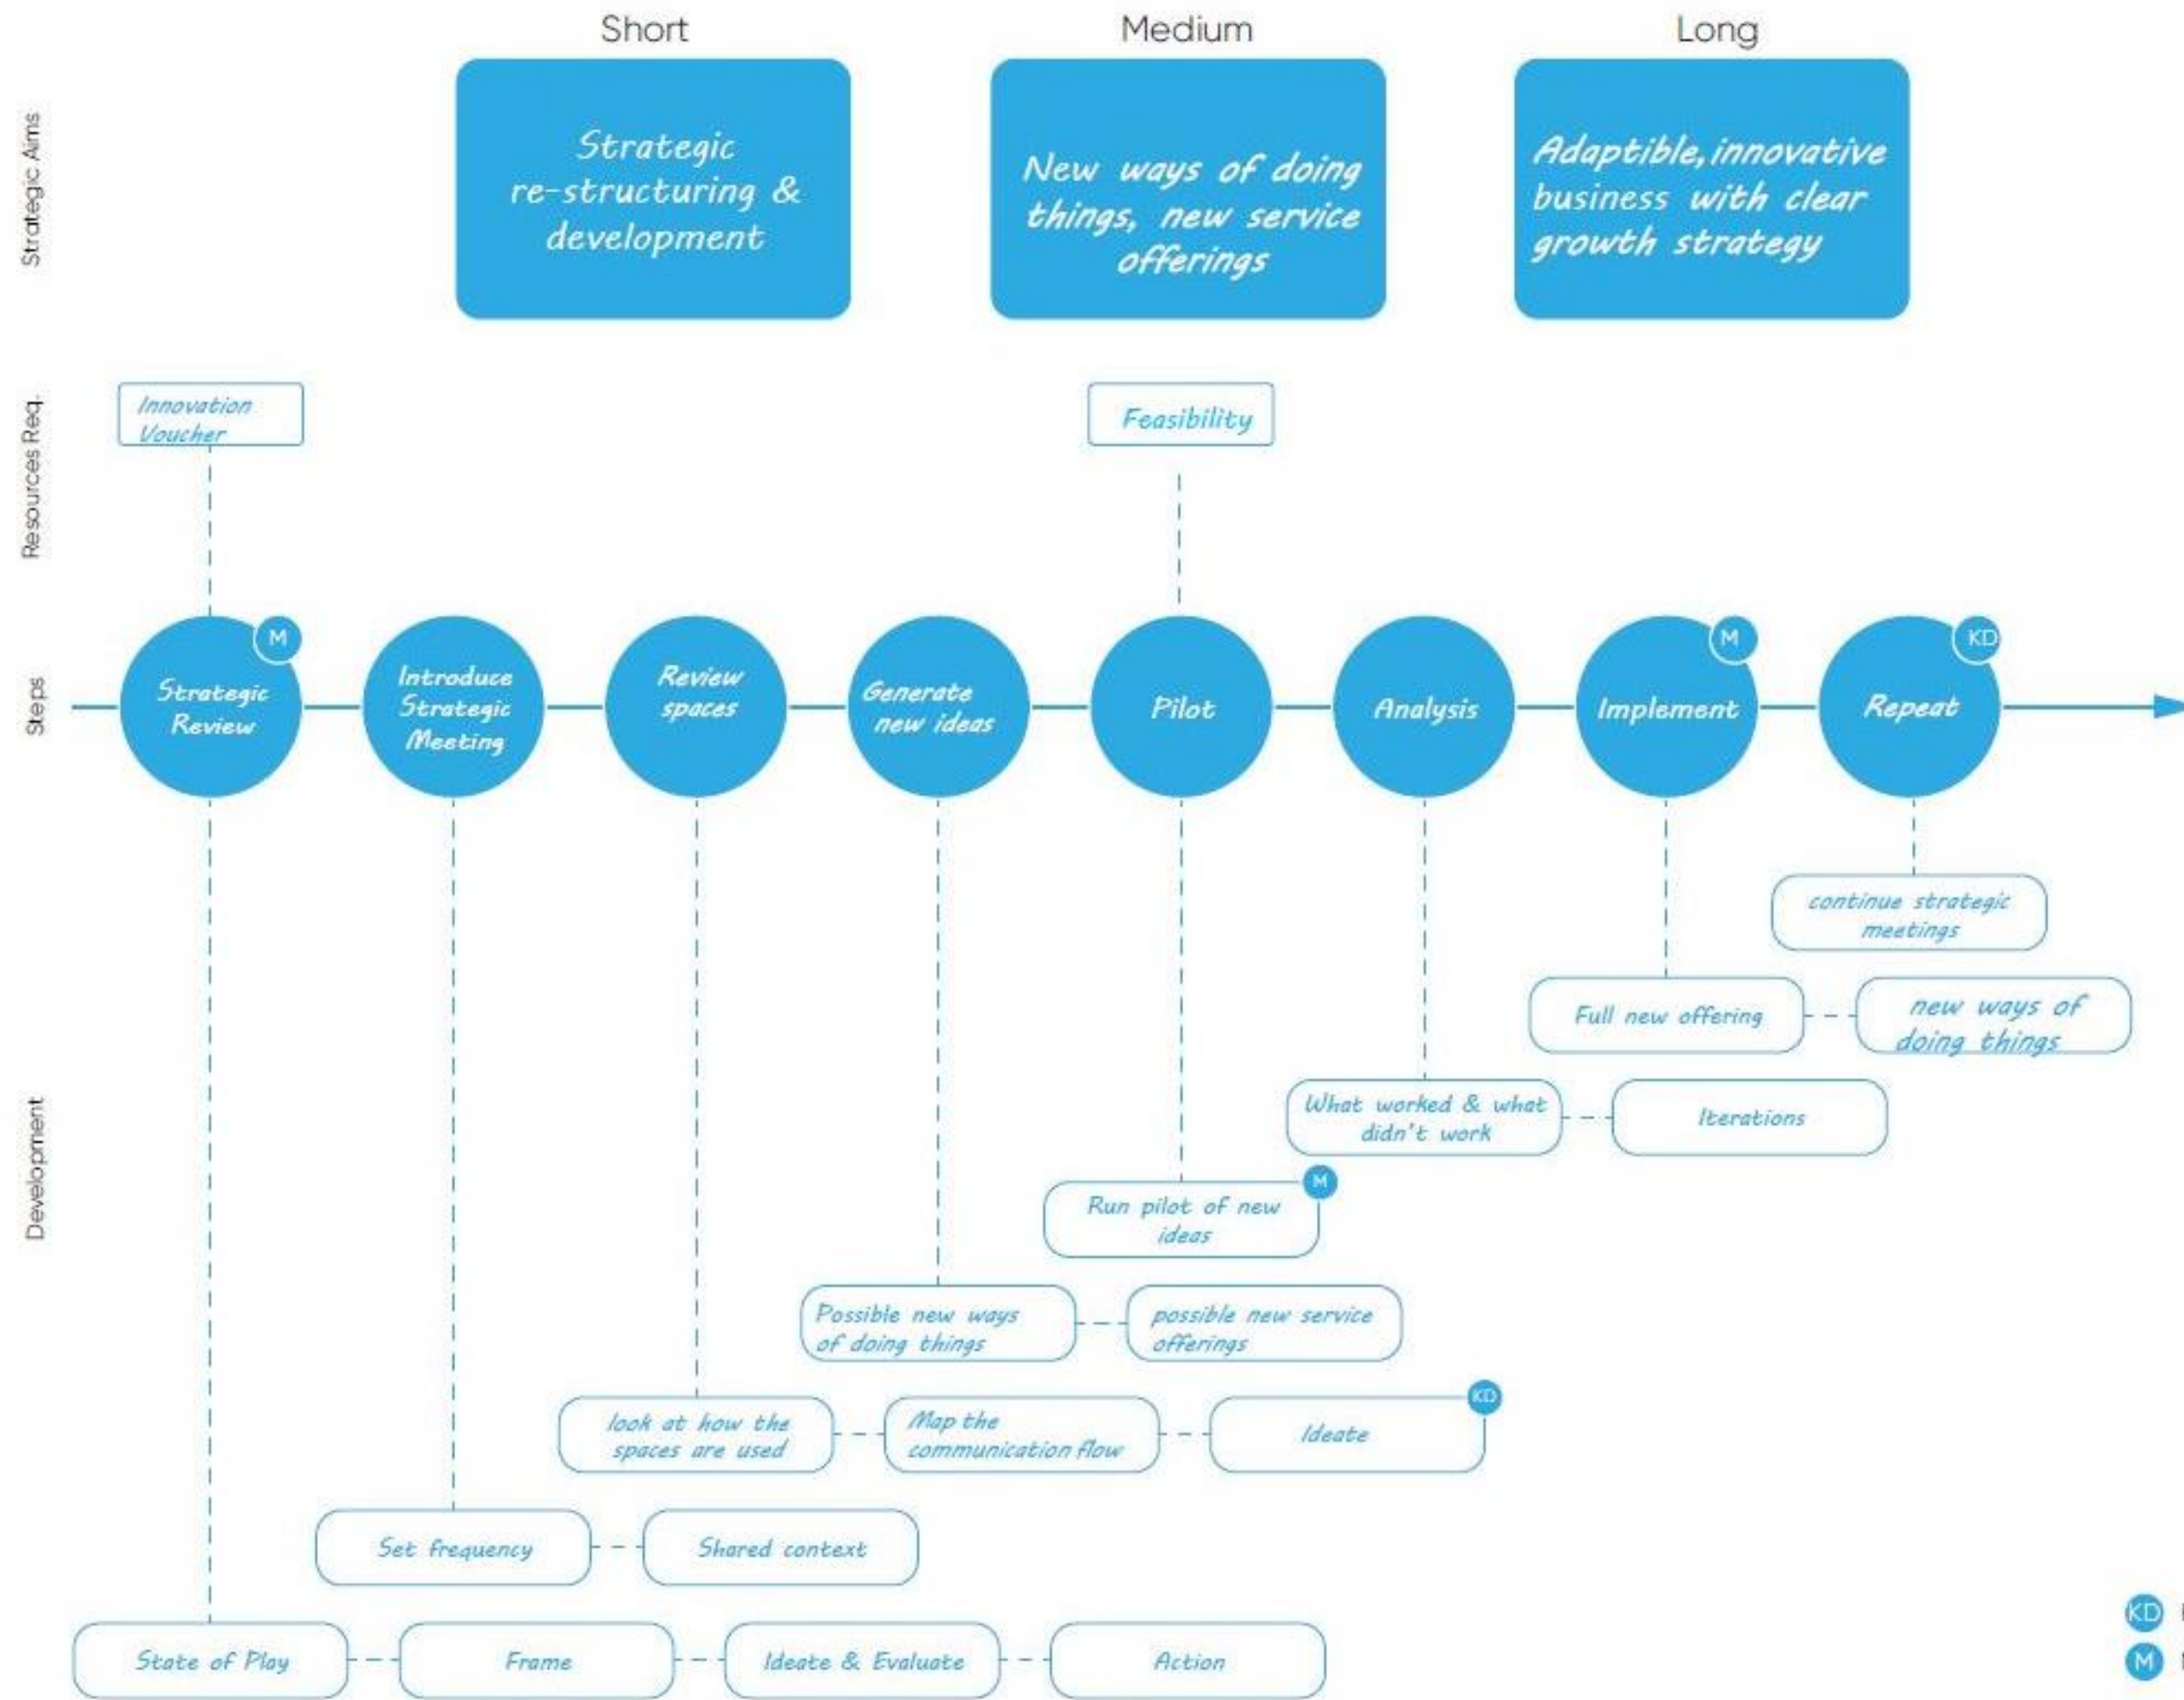 Short
Medium
Long
Strategic Aims
Strategic
re-structuring &
development
New ways of doing
things, new service
offerings
Adaptible, innovative
business with clear
growth strategy
Resources Req.
Innovation
Voucher
Feasibility
Steps
M
Strategic
Review
Introduce
Strategic
Meeting
Review
spaces
Generate
new ideas
Pilot
Analysis
M
Implement
KD
Repeat
Development
continue strategic
meetings
Full new offering
new ways of
doing things
What worked & what
didn't work
Iterations
M
Run pilot of new
ideas
Possible new ways
of doing things
possible new service
offerings
look at how the
spaces are used
Map the
communication flow
KD
Ideate
Set frequency
Shared context
State of Play
Frame
Ideate & Evaluate
Action
KD
M